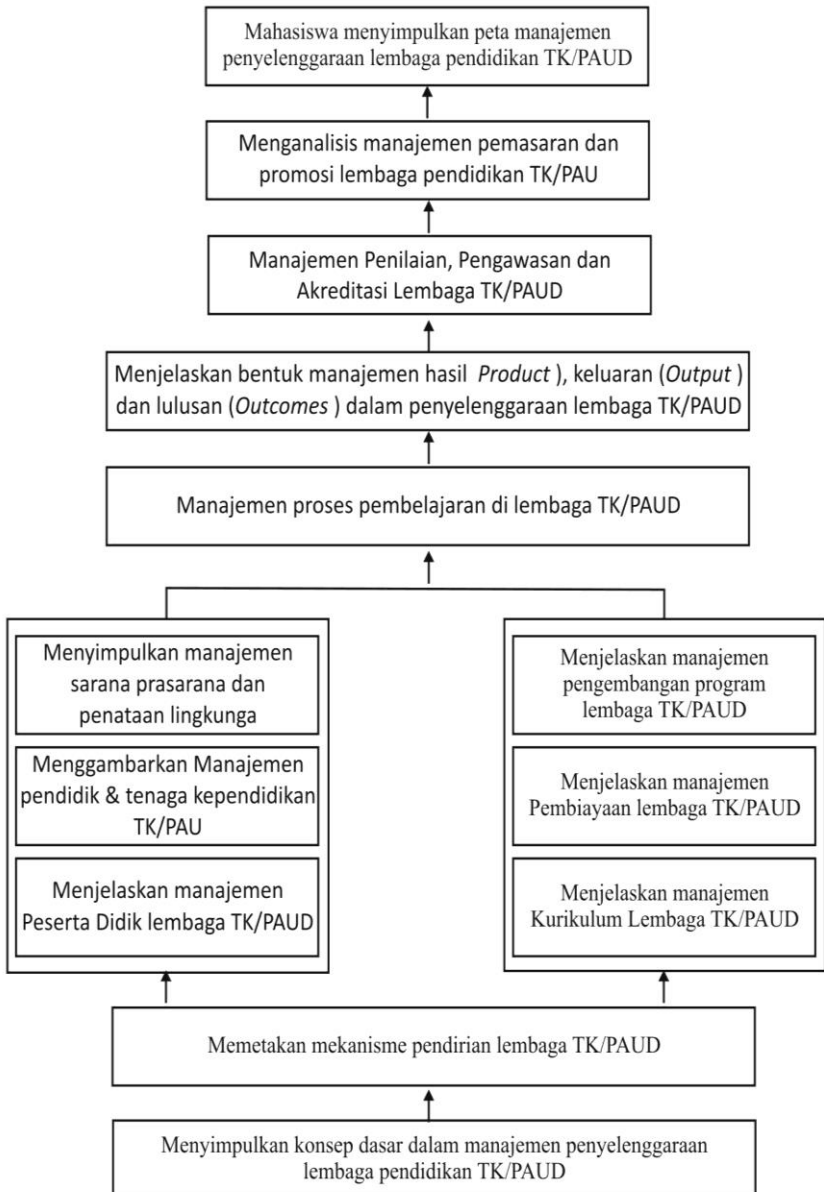 Mahasiswa menyimpulkan peta manajemen
penyelenggaraan lembaga pendidikan TK/PAUD
Menganalisis manajemen pemasaran dan
promosi lembaga pendidikan TK/PAU
Manajemen Penilaian, Pengawasan dan
Akreditasi Lembaga TK/PAUD
Menjelaskan bentuk manajemen hasil Product ), keluaran (Output )
dan lulusan (Outcomes ) dalam penyelenggaraan lembaga TK/PAUD
Manajemen proses pembelajaran di lembaga TK/PAUD
Menyimpulkan manajemen
sarana prasarana dan
penataan lingkunga
Menggambarkan Manajemen
pendidik & tenaga kependidikan
TK/PAU
Menjelaskan manajemen
Peserta Didik lembaga TK/PAUD
Menjelaskan manajemen
pengembangan program
lembaga TK/PAUD
Menjelaskan manajemen
Pembiayaan lembaga TK/PAUD
Menjelaskan manajemen
Kurikulum Lembaga TK/PAUD
Memetakan mekanisme pendirian lembaga TK/PAUD
Menyimpulkan konsep dasar dalam manajemen penyelenggaraan
lembaga pendidikan TK/PAUD